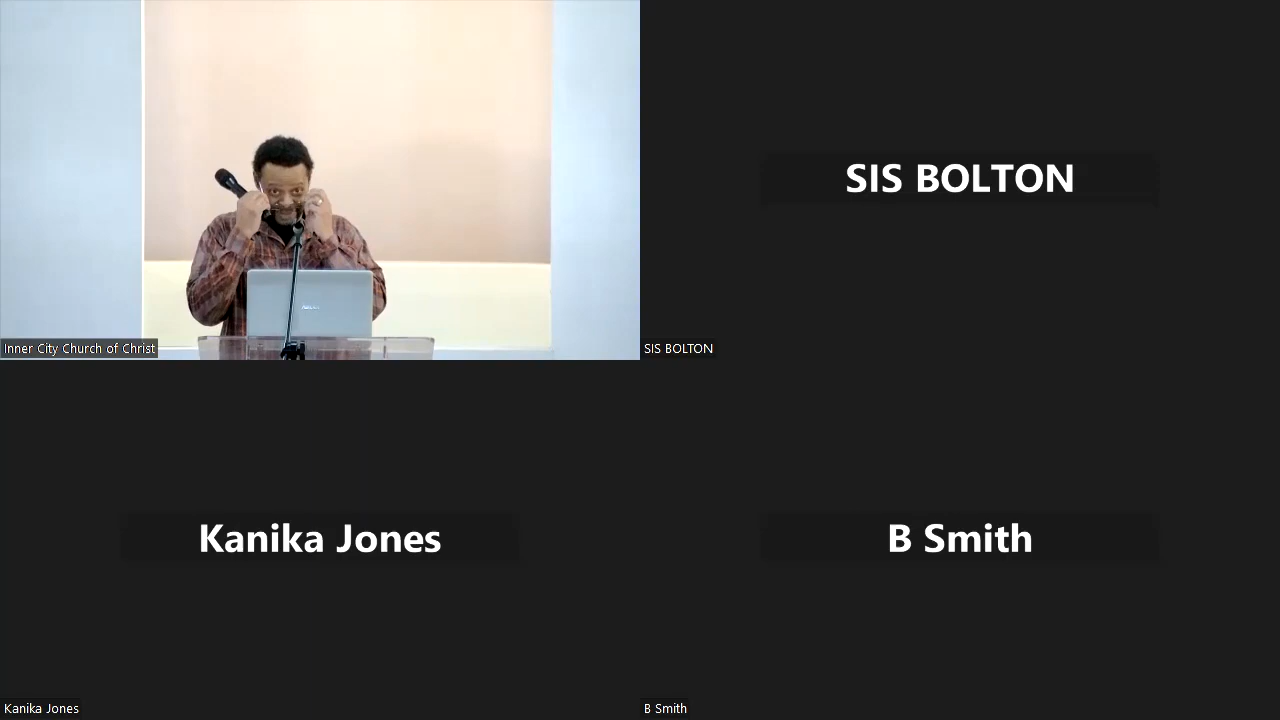 SIS BOLTON
Inner City Church of Christ
SIS BOLTON
Kanika Jones
B Smith
Kanika Jones
B Smith